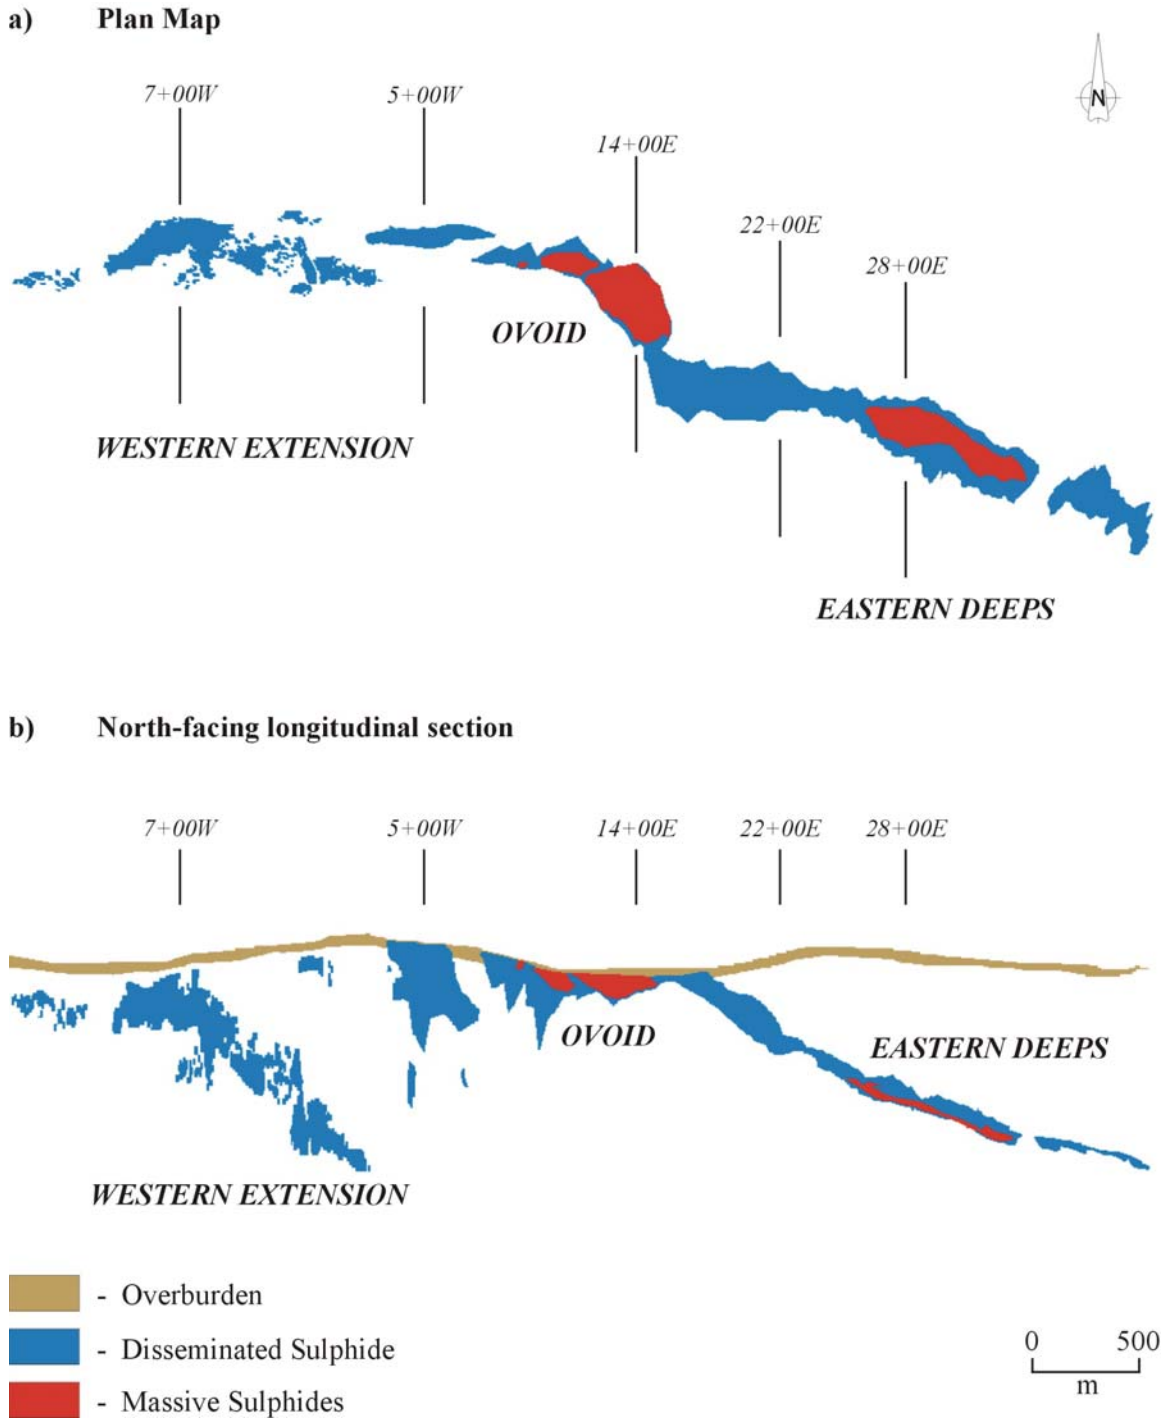 a) Plan Map
N
7+00W 5+00W
14+00E
22+00E
28+00E
OVOID
WESTERN EXTENSION
EASTERN DEEPS
b) North-facing longitudinal section
7+00W 5+00W 14+00E 22+00E 28+00E
OVOID
EASTERN DEEPS
WESTERN EXTENSION
- Overburden
- Disseminated Sulphide
- Massive Sulphides
0 500
m